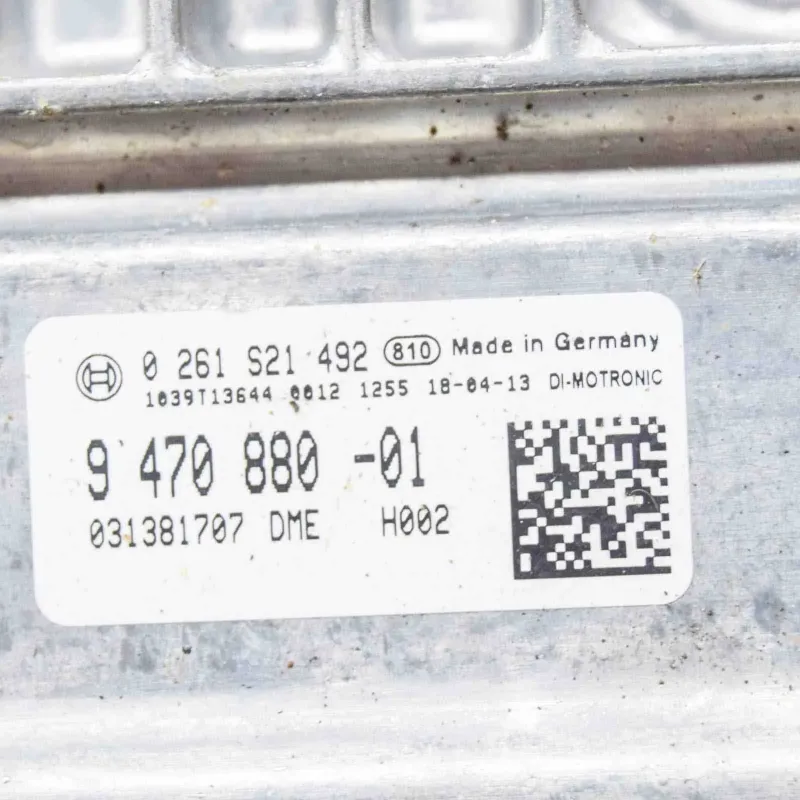 0 261 S21 492 810 Made in Germany
1039T13644 0012 1255 18-04-13 DI-MOTRONIC
9 470 880 -01
031381707 DME H002